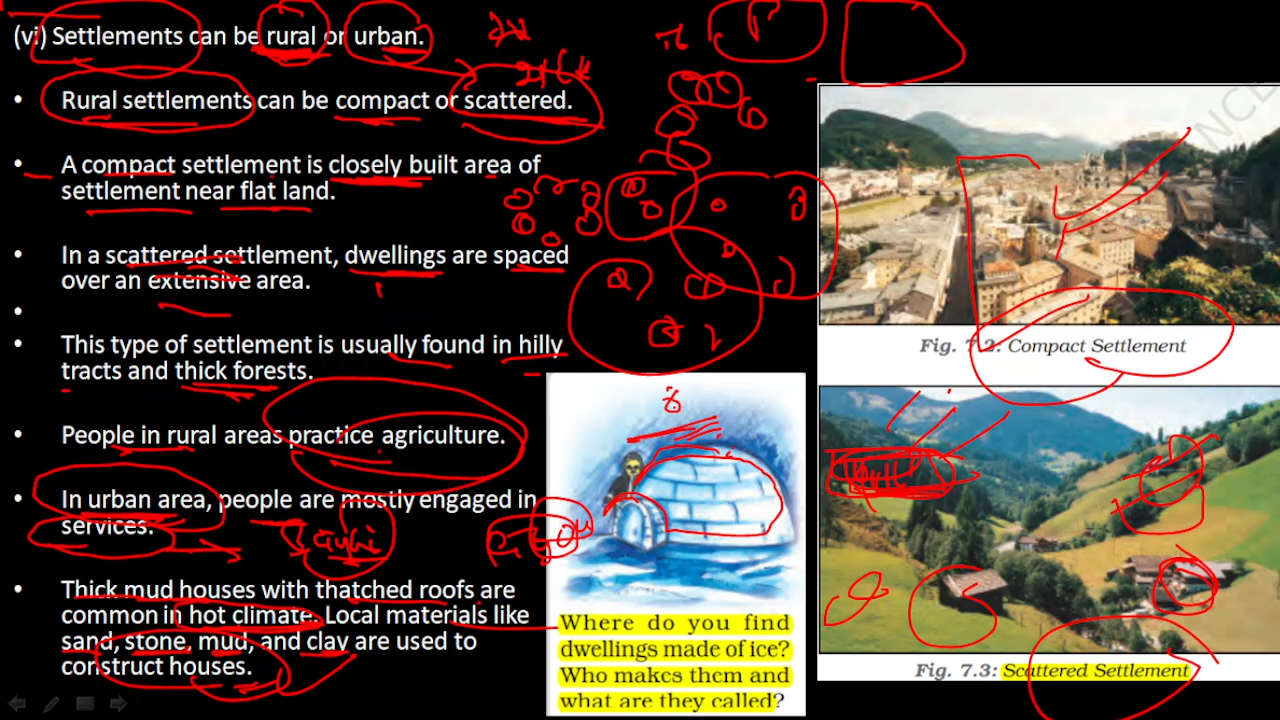 (vi) Settlements can be rural or urban.
• Rural settlements can be compact or scattered.
• A compact settlement is closely built area of
settlement near flat land.
• In a scattered settlement, dwellings are spaced
over an extensive area.
•
• This type of settlement is usually found in hilly
tracts and thick forests.
• People in rural areas practice agriculture.
• In urban area, people are mostly engaged in
services.
• Thick mud houses with thatched roofs are
common in hot climate. Local materials like
sand, stone, mud, and clay are used to
construct houses.
Where do you find
dwellings made of ice?
Who makes them and
what are they called?
NCE
Fig. 7.2: Compact Settlement
Fig. 7.3: Scattered Settlement